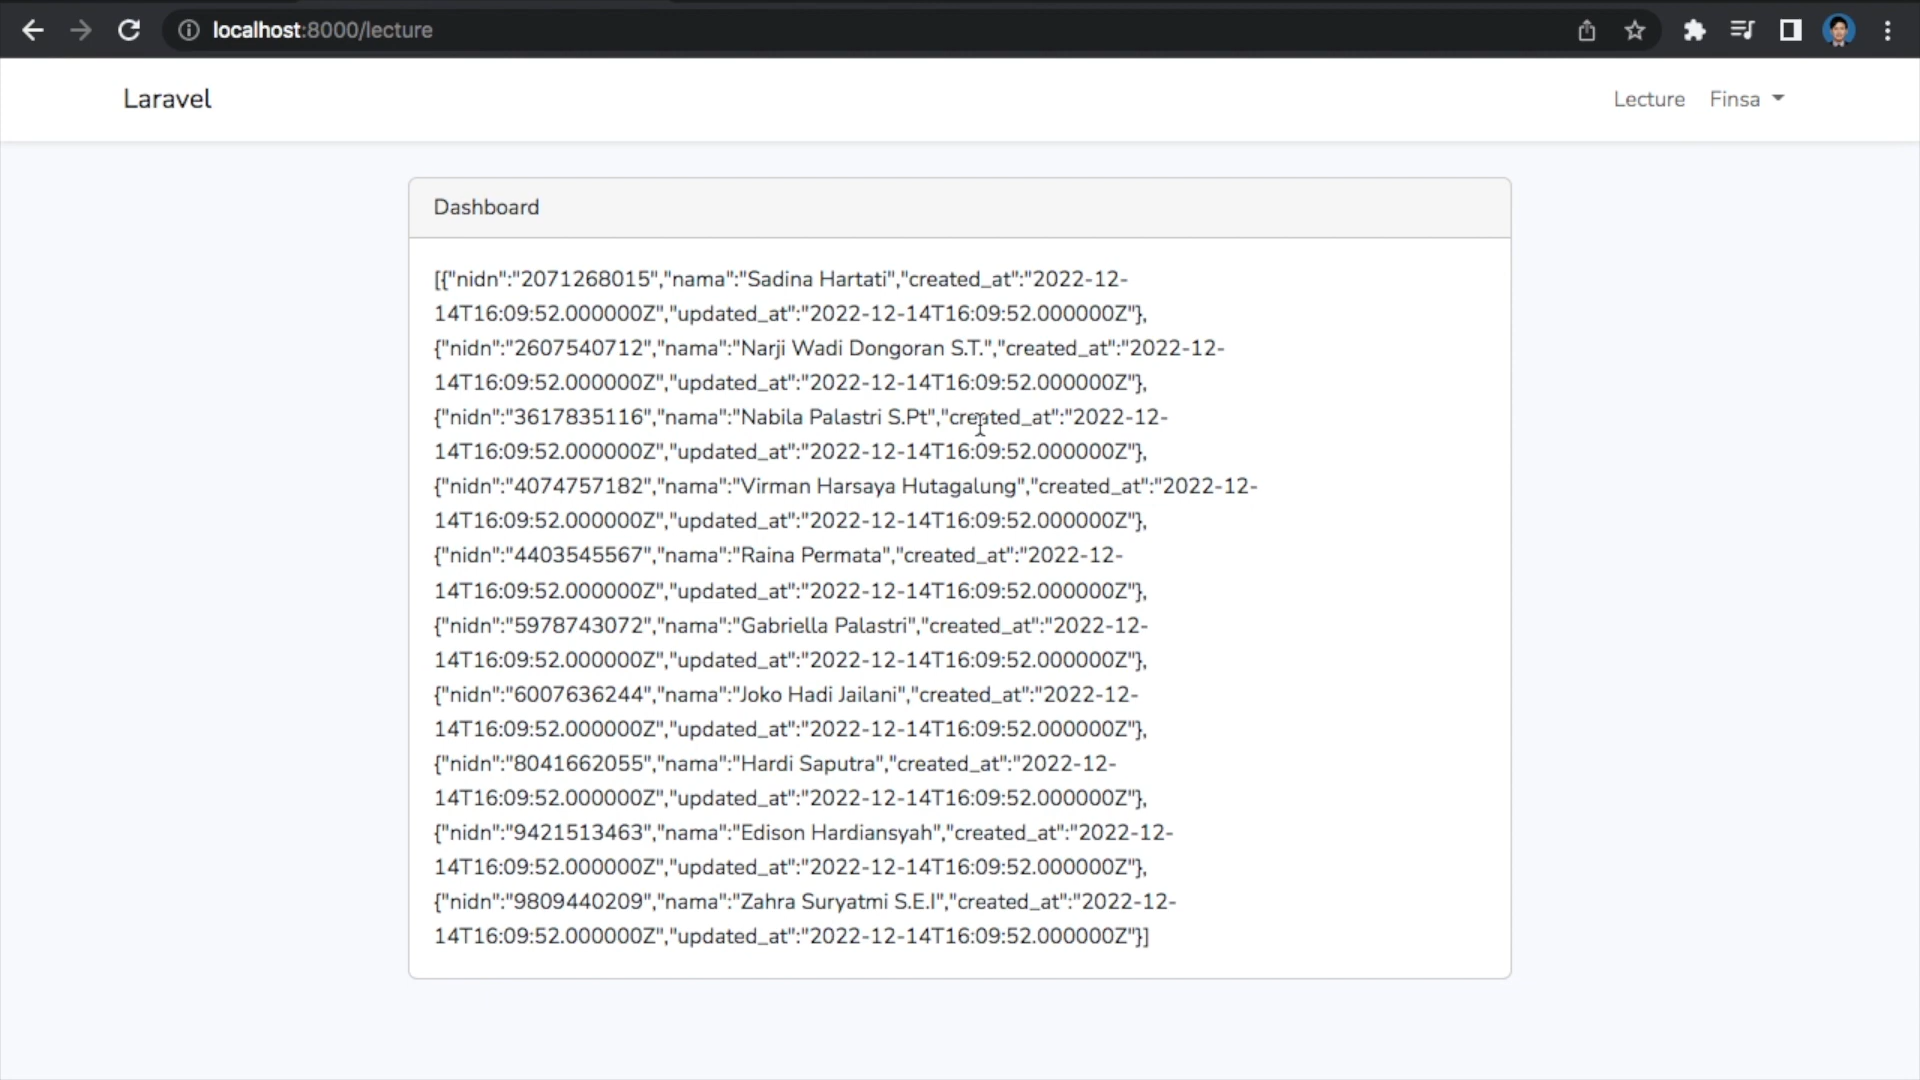 localhost:8000/lecture
Laravel
Lecture Finsa
Dashboard
[{"nidn":"2071268015","nama":"Sadina Hartati","created_at":"2022-12-
14T16:09:52.000000Z","updated_at":"2022-12-14T16:09:52.000000Z"},
{"nidn":"2607540712","nama":"Narji Wadi Dongoran S.T.","created_at":"2022-12-
14T16:09:52.000000Z","updated_at":"2022-12-14T16:09:52.000000Z"},
{"nidn":"3617835116","nama":"Nabila Palastri S.Pt","created_at":"2022-12-
14T16:09:52.000000Z","updated_at":"2022-12-14T16:09:52.000000Z"},
{"nidn":"4074757182","nama":"Virman Harsaya Hutagalung","created_at":"2022-12-
14T16:09:52.000000Z","updated_at":"2022-12-14T16:09:52.000000Z"},
{"nidn":"4403545567","nama":"Raina Permata","created_at":"2022-12-
14T16:09:52.000000Z","updated_at":"2022-12-14T16:09:52.000000Z"},
{"nidn":"5978743072","nama":"Gabriella Palastri","created_at":"2022-12-
14T16:09:52.000000Z","updated_at":"2022-12-14T16:09:52.000000Z"},
{"nidn":"6007636244","nama":"Joko Hadi Jailani","created_at":"2022-12-
14T16:09:52.000000Z","updated_at":"2022-12-14T16:09:52.000000Z"},
{"nidn":"8041662055","nama":"Hardi Saputra","created_at":"2022-12-
14T16:09:52.000000Z","updated_at":"2022-12-14T16:09:52.000000Z"},
{"nidn":"9421513463","nama":"Edison Hardiansyah","created_at":"2022-12-
14T16:09:52.000000Z","updated_at":"2022-12-14T16:09:52.000000Z"},
{"nidn":"9809440209","nama":"Zahra Suryatmi S.E.I","created_at":"2022-12-
14T16:09:52.000000Z","updated_at":"2022-12-14T16:09:52.000000Z"}]